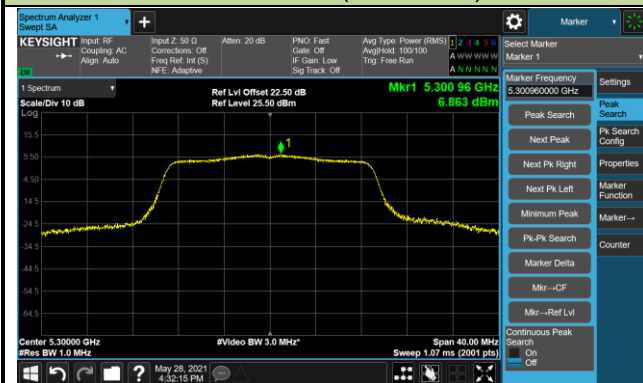 Spectrum Analyzer 1
Swept SA
+
Marker
KEYSIGHT
Input: RF
Coupling: AC
Align: Auto
Input Z: 50 Ω
Corrections: Off
Freq Ref: Int (S)
NFE: Adaptive
Atten: 20 dB
PNO: Fast
Gate: Off
IF Gain: Low
Sig Track: Off
Avg Type: Power (RMS)
Avg|Hold: 100/100
Trig: Free Run
1 2 3 4 5 6
A W W W W W
A N N N N N
Select Marker
Marker 1
1 Spectrum
Scale/Div 10 dB
Log
Ref Lvl Offset 22.50 dB
Ref Level 25.50 dBm
Mkr1 5.300 96 GHz
6.863 dBm
1
15.5
5.50
-4.50
-14.5
-24.5
-34.5
-44.5
-54.5
-64.5
Center 5.30000 GHz
#Res BW 1.0 MHz
#Video BW 3.0 MHz*
Span 40.00 MHz
Sweep 1.07 ms (2001 pts)
Marker Frequency
5.300960000 GHz
Peak Search
Next Peak
Next Pk Right
Next Pk Left
Minimum Peak
Pk-Pk Search
Marker Delta
Mkr→CF
Mkr→Ref Lvl
Continuous Peak
Search
On
Off
Settings
Peak
Search
Pk Search
Config
Properties
Marker
Function
Marker→
Counter
?
May 28, 2021
4:32:15 PM